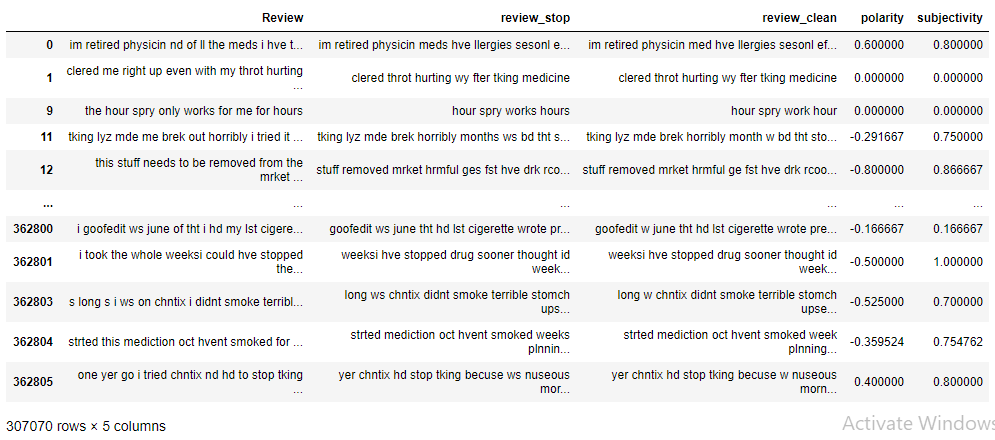 Review review_stop review_clean polarity subjectivity
0 im retired physicin nd of ll the meds i hve t... im retired physicin meds hve llergies sesonl e... im retired physicin med hve llergies sesonl ef... 0.600000 0.800000
1 clered me right up even with my throt hurting ... clered throt hurting wy fter tking medicine clered throt hurting wy fter tking medicine 0.000000 0.000000
9 the hour spry only works for me for hours hour spry works hours hour spry work hour 0.000000 0.000000
11 tking lyz mde me brek out horribly i tried it ... tking lyz mde brek horribly months ws bd tht s... tking lyz mde brek horribly month w bd tht sto... -0.291667 0.750000
12 this stuff needs to be removed from the mrket ... stuff removed mrket hrmful ges fst hve drk rco... stuff removed mrket hrmful ge fst hve drk rcoo... -0.800000 0.866667
... ... ... ... ... ...
362800 i goofedit ws june of tht i hd my lst cigere... goofedit ws june tht hd lst cigerette wrote pr... goofedit w june tht hd lst cigerette wrote pre... -0.166667 0.166667
362801 i took the whole weeksi could hve stopped the... weeksi hve stopped drug sooner thought id week... weeksi hve stopped drug sooner thought id week... -0.500000 1.000000
362803 s long s i ws on chntix i didnt smoke terribl... long ws chntix didnt smoke terrible stomch ups... long w chntix didnt smoke terrible stomch upse... -0.525000 0.700000
362804 strted this mediction oct hvent smoked for ... strted mediction oct hvent smoked weeks plnnin... strted mediction oct hvent smoked week plnning... -0.359524 0.754762
362805 one yer go i tried chntix nd hd to stop tking ... yer chntix hd stop tking becuse ws nuseous mor... yer chntix hd stop tking becuse w nuseous morn... 0.400000 0.800000
307070 rows × 5 columns
Activate Windows